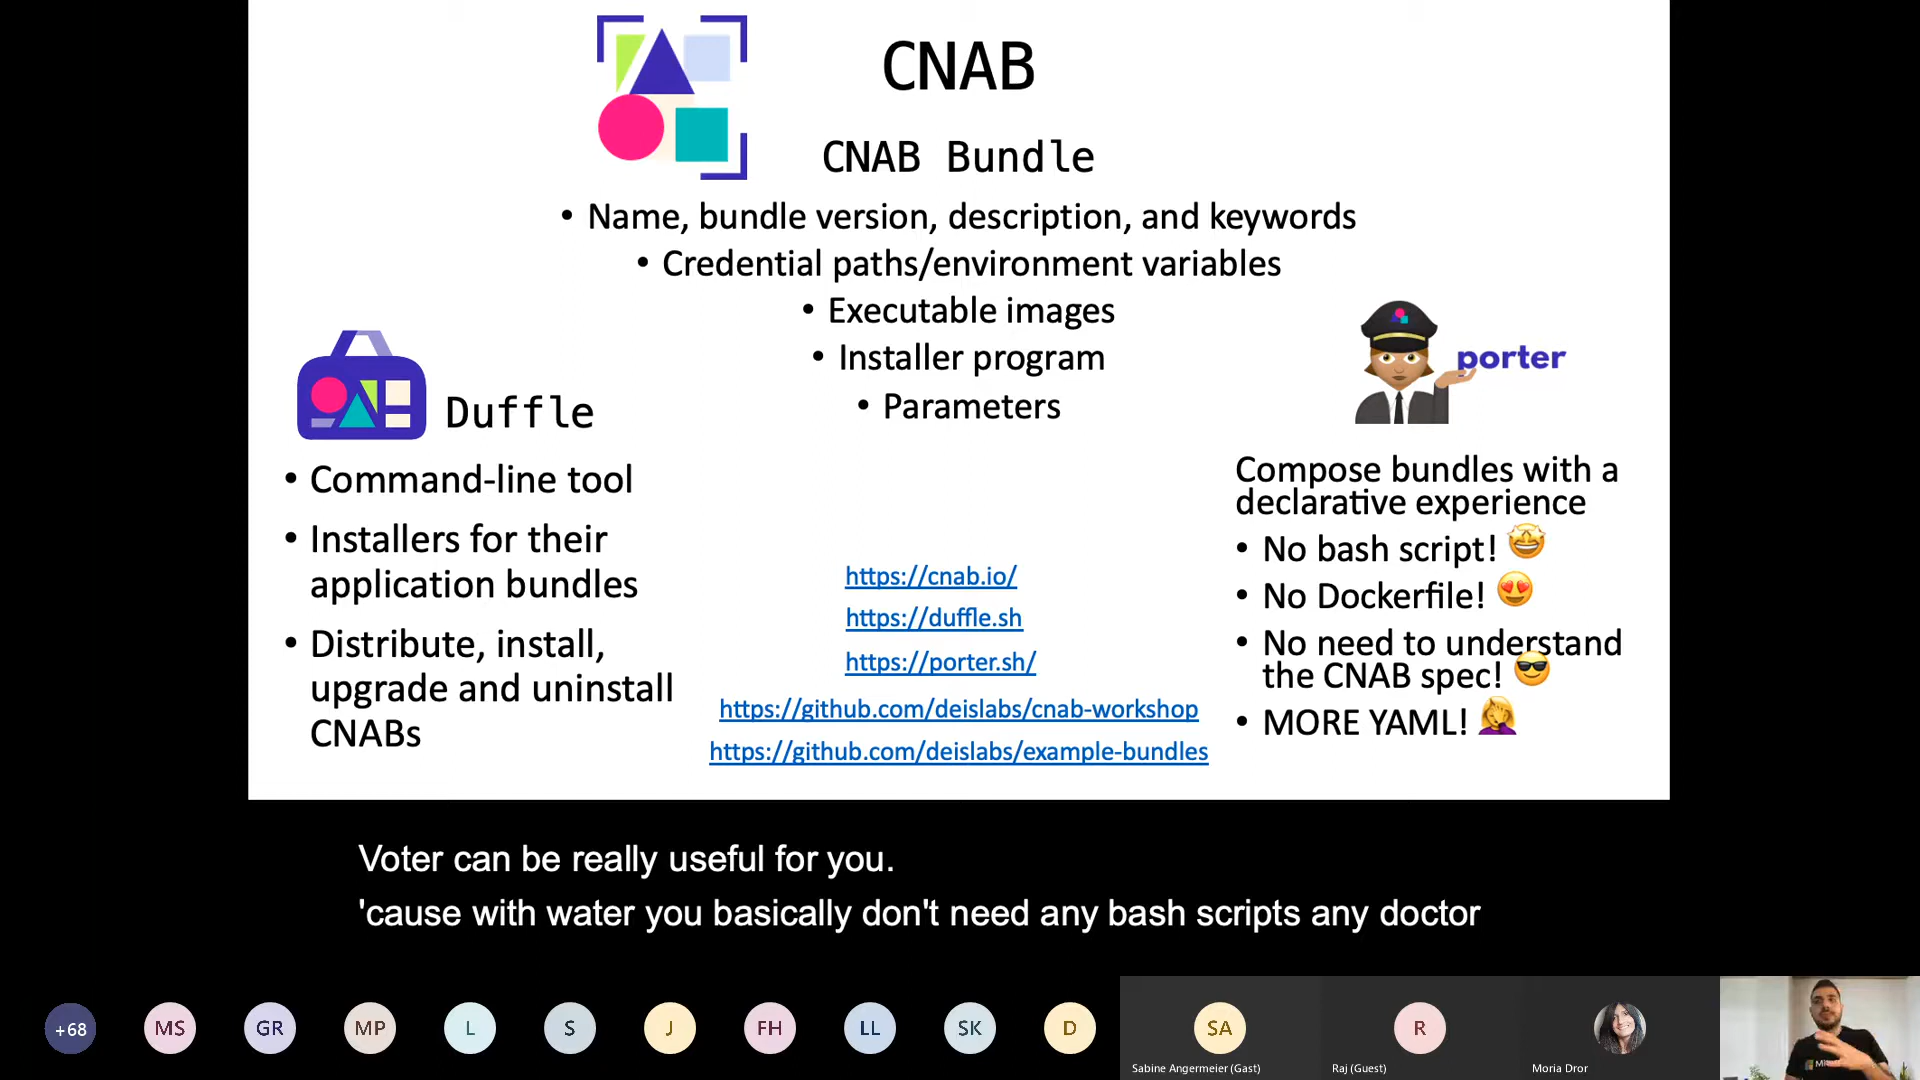 CNAB
CNAB Bundle
• Name, bundle version, description, and keywords
• Credential paths/environment variables
• Executable images
• Installer program
• Parameters
Duffle
• Command-line tool
• Installers for their
application bundles
• Distribute, install,
upgrade and uninstall
CNABs
https://cnab.io/
https://duffle.sh
https://porter.sh/
https://github.com/deislabs/cnab-workshop
https://github.com/deislabs/example-bundles
porter
Compose bundles with a
declarative experience
• No bash script! 🤩
• No Dockerfile! 😍
• No need to understand
the CNAB spec! 😎
• MORE YAML! 🤦‍♀️
Voter can be really useful for you.
'cause with water you basically don't need any bash scripts any doctor
+68
MS
GR
MP
L
S
J
FH
LL
SK
D
SA
R
Sabine Angermeier (Gast)
Raj (Guest)
Moria Dror